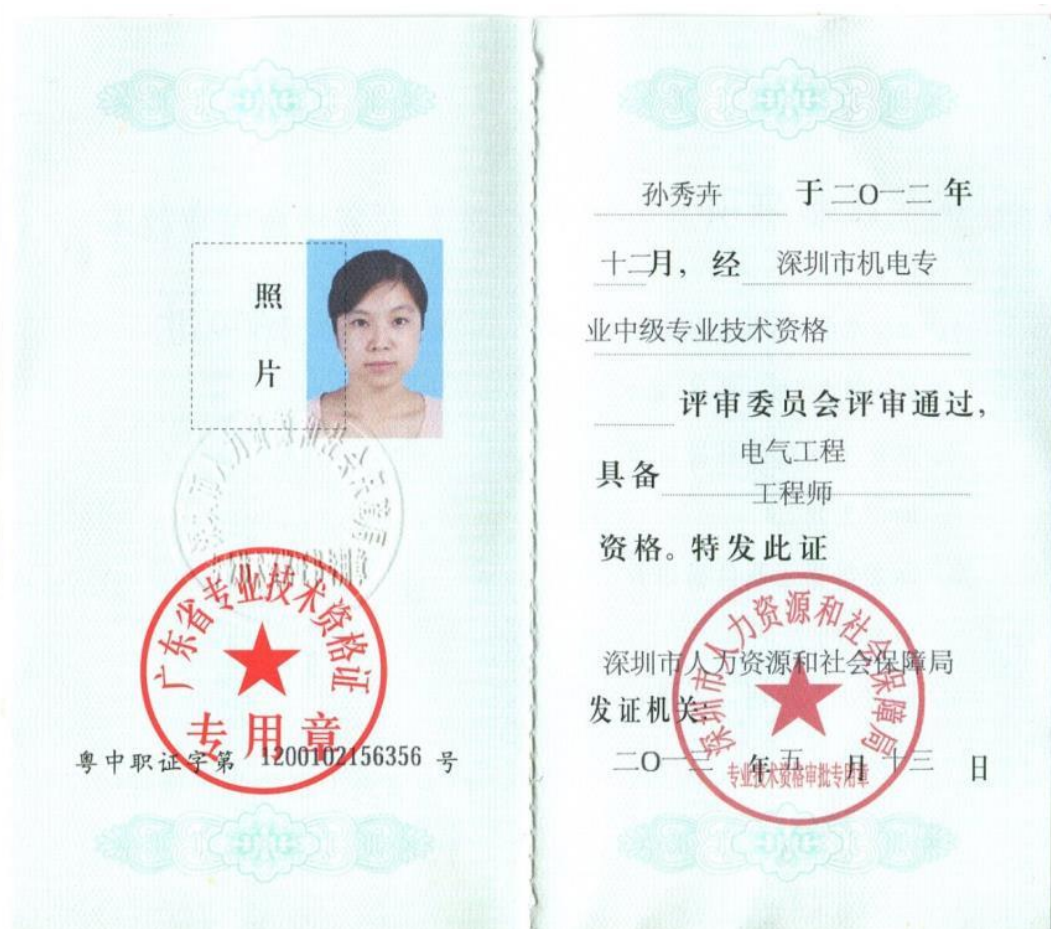 照
片
广东省专业技术资格证
专用章
粤中职证字第 1200102156356 号
孙秀卉 于二〇一二年
十二月，经 深圳市机电专
业中级专业技术资格
评审委员会评审通过，
具备 电气工程
工程师
资格。特发此证
深圳市人力资源和社会保障局
深圳市人力资源和社会保障局
发证机关：
二〇一三年五月十三日
专业技术资格审批专用章